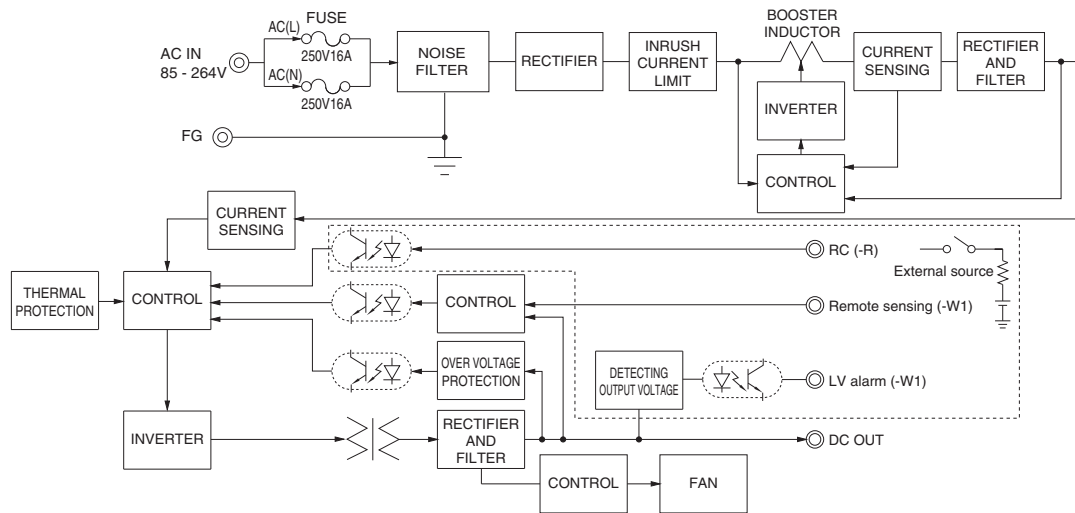 FUSE
AC(L)
250V16A
AC IN
85 - 264V
AC(N)
250V16A
NOISE
FILTER
RECTIFIER
INRUSH
CURRENT
LIMIT
BOOSTER
INDUCTOR
CURRENT
SENSING
RECTIFIER
AND
FILTER
INVERTER
CONTROL
FG
CURRENT
SENSING
RC (-R)
External source
THERMAL
PROTECTION
CONTROL
CONTROL
Remote sensing (-W1)
OVER VOLTAGE
PROTECTION
DETECTING
OUTPUT VOLTAGE
LV alarm (-W1)
INVERTER
RECTIFIER
AND
FILTER
DC OUT
CONTROL
FAN